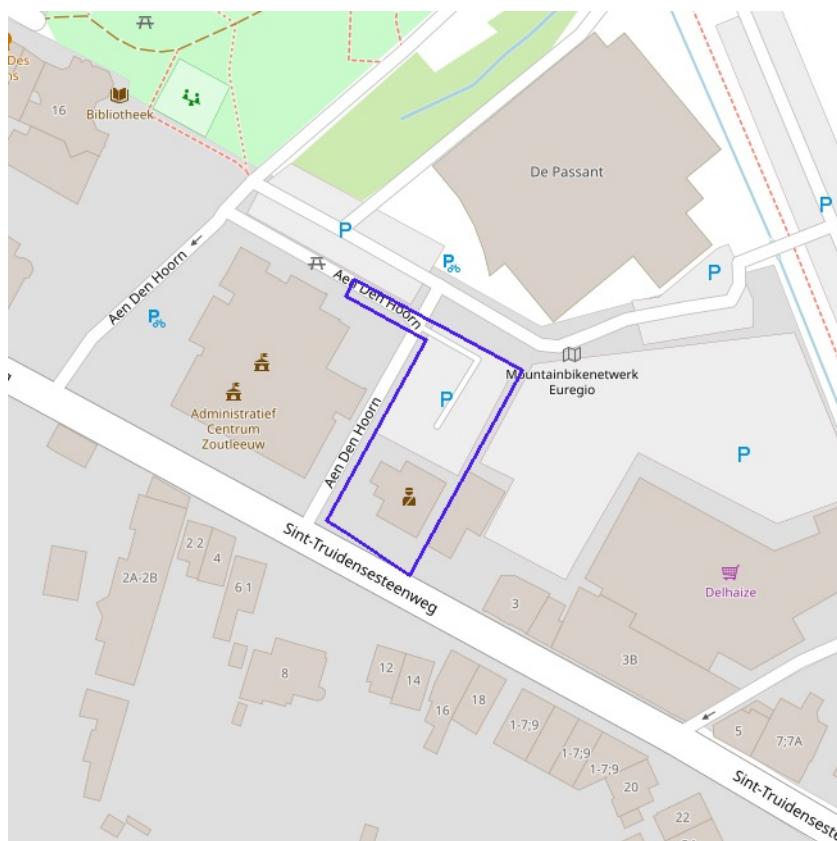 Des
ns
16
Bibliotheek
De Passant
P
P
P
P
Aen Den Hoorn
Aen Den Hoorn
P
Mountainbikenetwerk
Euregio
Administratief
Centrum
Zoutleeuw
P
Aen Den Hoorn
P
Sint-Truidensesteenweg
2A-2B
2 2
4
6 1
Delhaize
3
3B
8
12
14
16
18
1-7;9
1-7;9
1-7;9
5
7;7A
20
22
Sint-Truidenseste